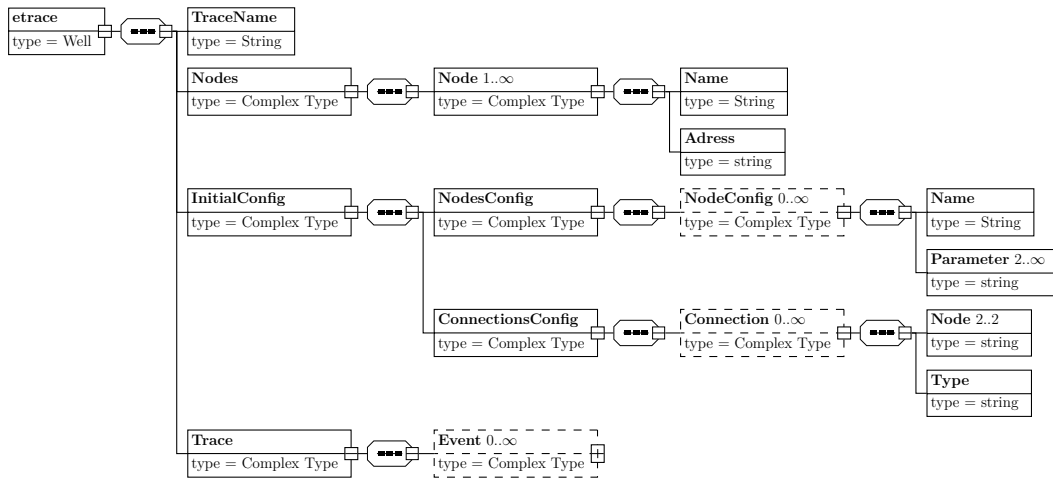 etrace
type = Well
TraceName
type = String
Nodes
type = Complex Type
Node 1..∞
type = Complex Type
Name
type = String
Adress
type = string
InitialConfig
type = Complex Type
NodesConfig
type = Complex Type
NodeConfig 0..∞
type = Complex Type
Name
type = String
Parameter 2..∞
type = string
ConnectionsConfig
type = Complex Type
Connection 0..∞
type = Complex Type
Node 2..2
type = string
Type
type = string
Trace
type = Complex Type
Event 0..∞
type = Complex Type